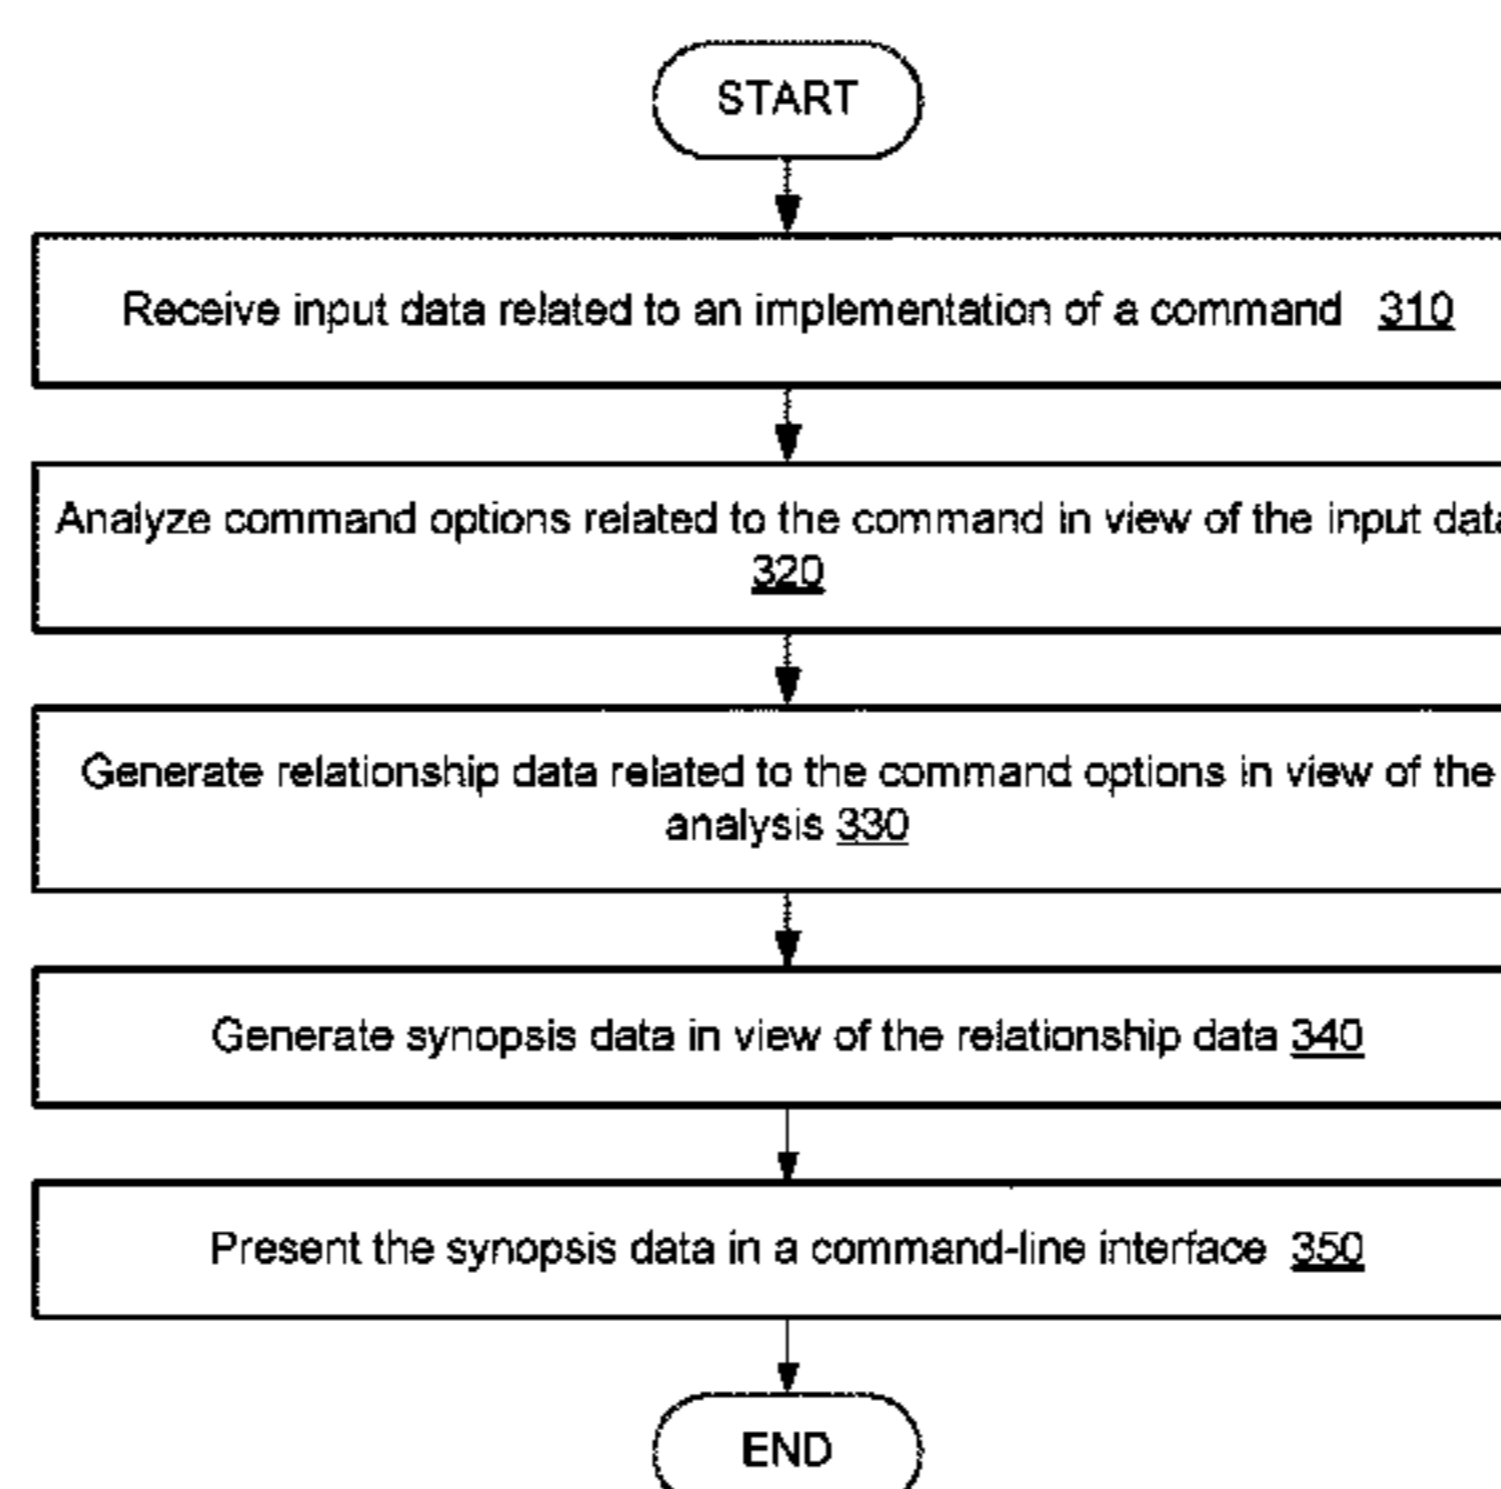 START
Receive input data related to an implementation of a command 310
Analyze command options related to the command in view of the input data
320
Generate relationship data related to the command options in view of the
analysis 330
Generate synopsis data in view of the relationship data 340
Present the synopsis data in a command-line interface 350
END